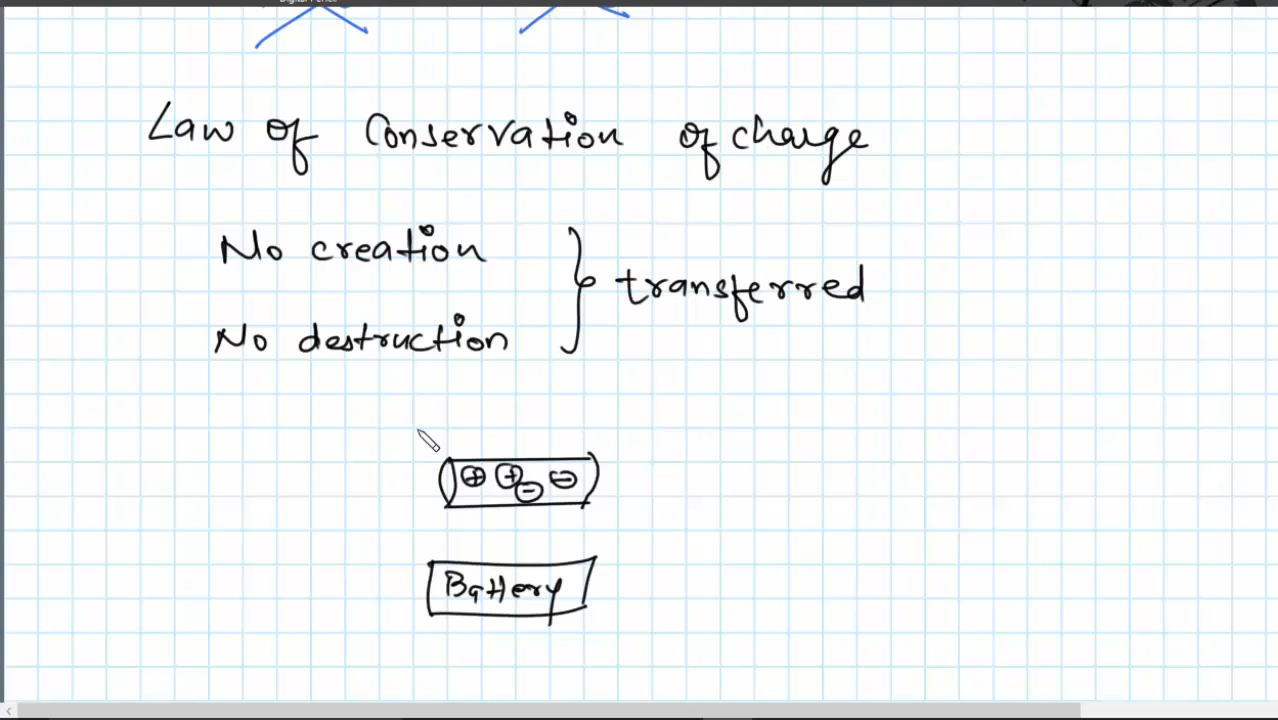 Law of Conservation of charge
No creation
transferred
No destruction
+ + - -
Battery